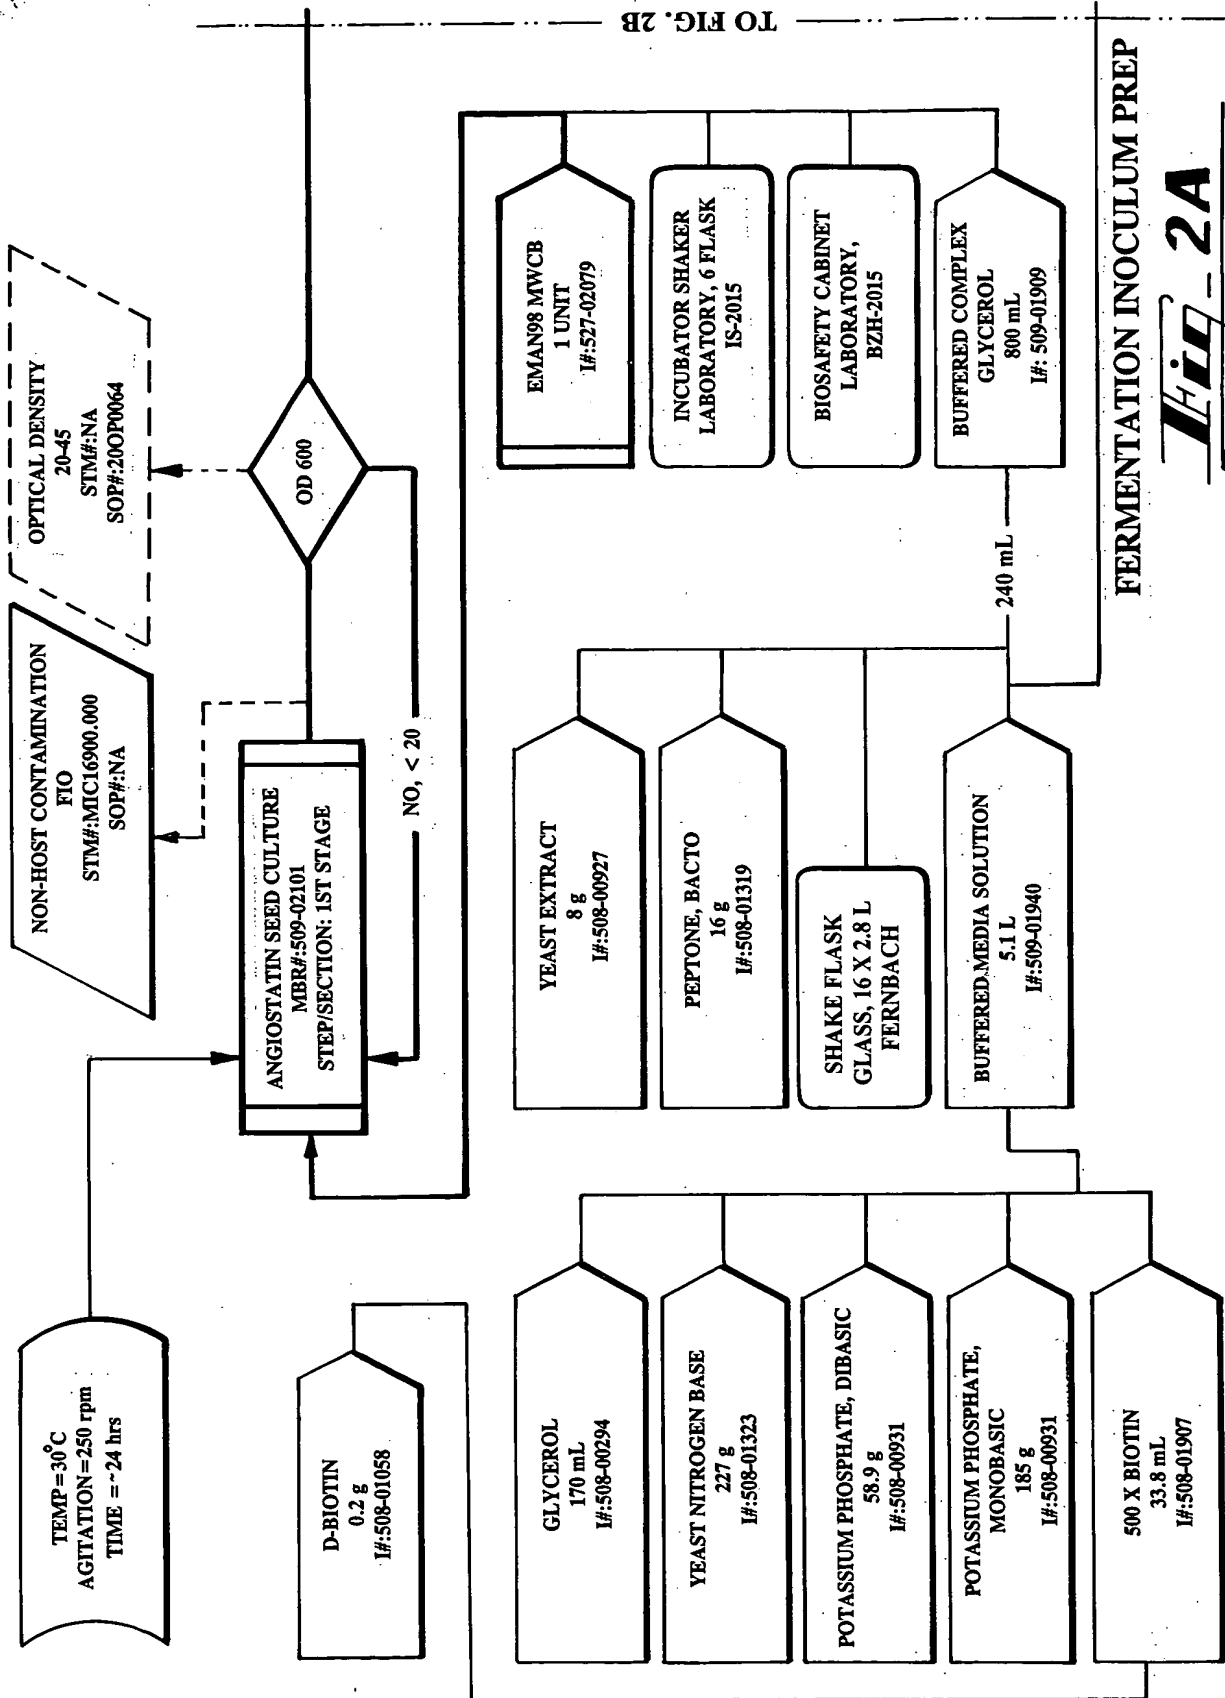 TEMP=30°C
AGITATION=250 rpm
TIME =~24 hrs
NON-HOST CONTAMINATION
FIO
STM#:MIC16900.000
SOP#:NA
OPTICAL DENSITY
20-45
STM#:NA
SOP#:20OP0064
ANGIOSTATIN SEED CULTURE
MBR#:509-02101
STEP/SECTION: 1ST STAGE
OD 600
NO, < 20
TO FIG. 2B
D-BIOTIN
0.2 g
I#:508-01058
GLYCEROL
170 mL
I#:508-00294
YEAST NITROGEN BASE
227 g
I#:508-01323
POTASSIUM PHOSPHATE, DIBASIC
58.9 g
I#:508-00931
POTASSIUM PHOSPHATE,
MONOBASIC
185 g
I#:508-00931
500 X BIOTIN
33.8 mL
I#:508-01907
YEAST EXTRACT
8 g
I#:508-00927
PEPTONE, BACTO
16 g
I#:508-01319
SHAKE FLASK
GLASS, 16 X 2.8 L
FERNBACH
BUFFERED MEDIA SOLUTION
5.1 L
I#:509-01940
240 mL
EMAN98 MWCB
1 UNIT
I#:527-02079
INCUBATOR SHAKER
LABORATORY, 6 FLASK
IS-2015
BIOSAFETY CABINET
LABORATORY,
BZH-2015
BUFFERED COMPLEX
GLYCEROL
800 mL
I#: 509-01909
FERMENTATION INOCULUM PREP
Fig_2A